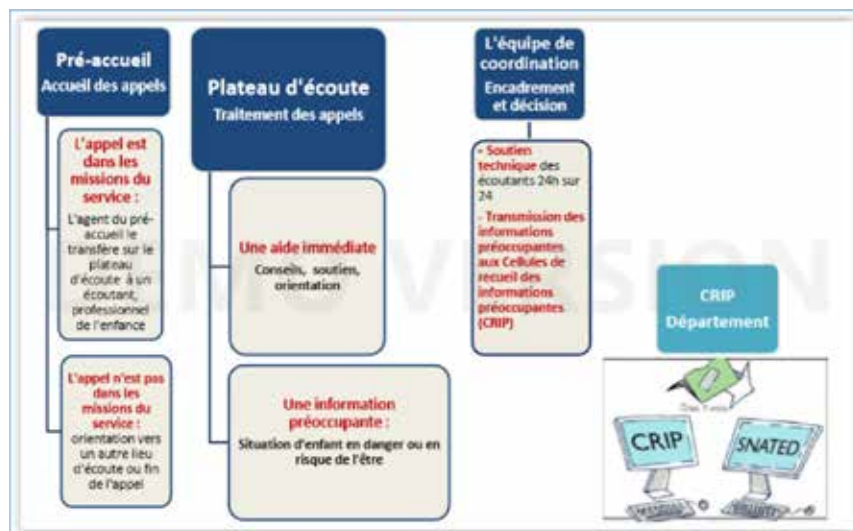 Pré-accueil
Accueil des appels
L'appel est
dans les
missions du
service :
L'agent du pré-
accueil le
transfère sur le
plateau
d'écoute à un
écoutant,
professionnel
de l'enfance
L'appel n'est pas
dans les
missions du
service :
orientation vers
un autre lieu
d'écoute ou fin
de l'appel
Plateau d'écoute
Traitement des appels
Une aide immédiate
Conseils, soutien,
orientation
Une information
préoccupante :
Situation d'enfant en danger ou en
risque de l'être
L'équipe de
coordination
Encadrement
et décision
- Soutien
technique des
écoutants 24h sur
24
- Transmission des
informations
préoccupantes
aux Cellules de
recueil des
informations
préoccupantes
(CRIP)
CRIP
Département
CRIP
SNATED
DEMO VERSION